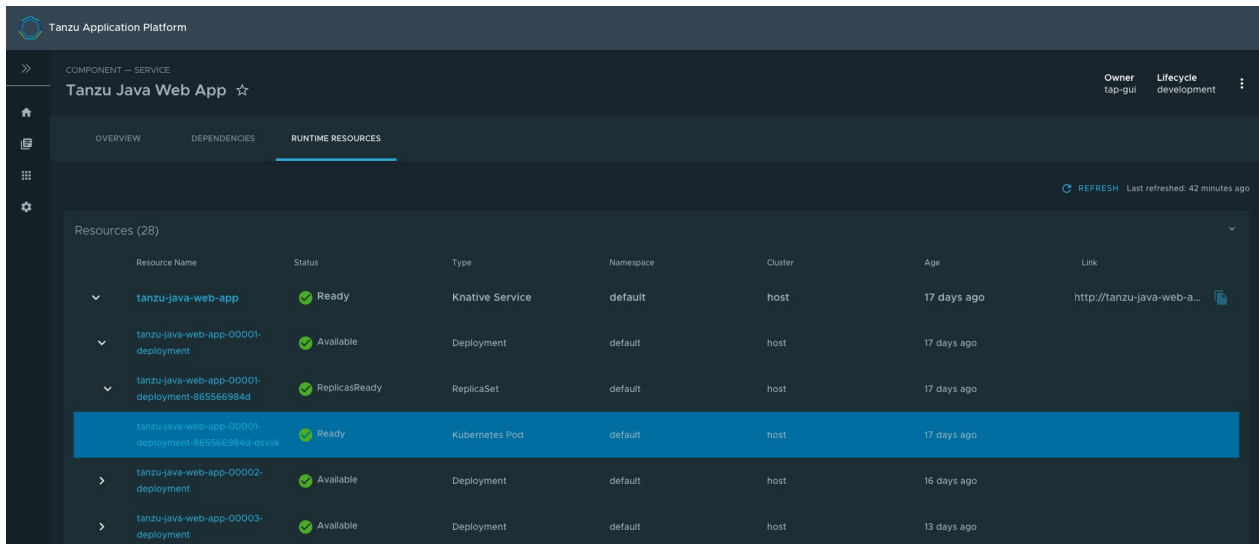 Tanzu Application Platform
COMPONENT — SERVICE
Tanzu Java Web App
Owner Lifecycle
tap-gui development
OVERVIEW DEPENDENCIES RUNTIME RESOURCES
REFRESH Last refreshed: 42 minutes ago
Resources (28)
Resource Name Status Type Namespace Cluster Age Link
tanzu-java-web-app Ready Knative Service default host 17 days ago http://tanzu-java-web-a...
tanzu-java-web-app-00001-
deployment Available Deployment default host 17 days ago
tanzu-java-web-app-00001-
deployment-865566984d ReplicasReady ReplicaSet default host 17 days ago
tanzu-java-web-app-00001-
deployment-865566984d-dsvsk Ready Kubernetes Pod default host 17 days ago
tanzu-java-web-app-00002-
deployment Available Deployment default host 16 days ago
tanzu-java-web-app-00003-
deployment Available Deployment default host 13 days ago